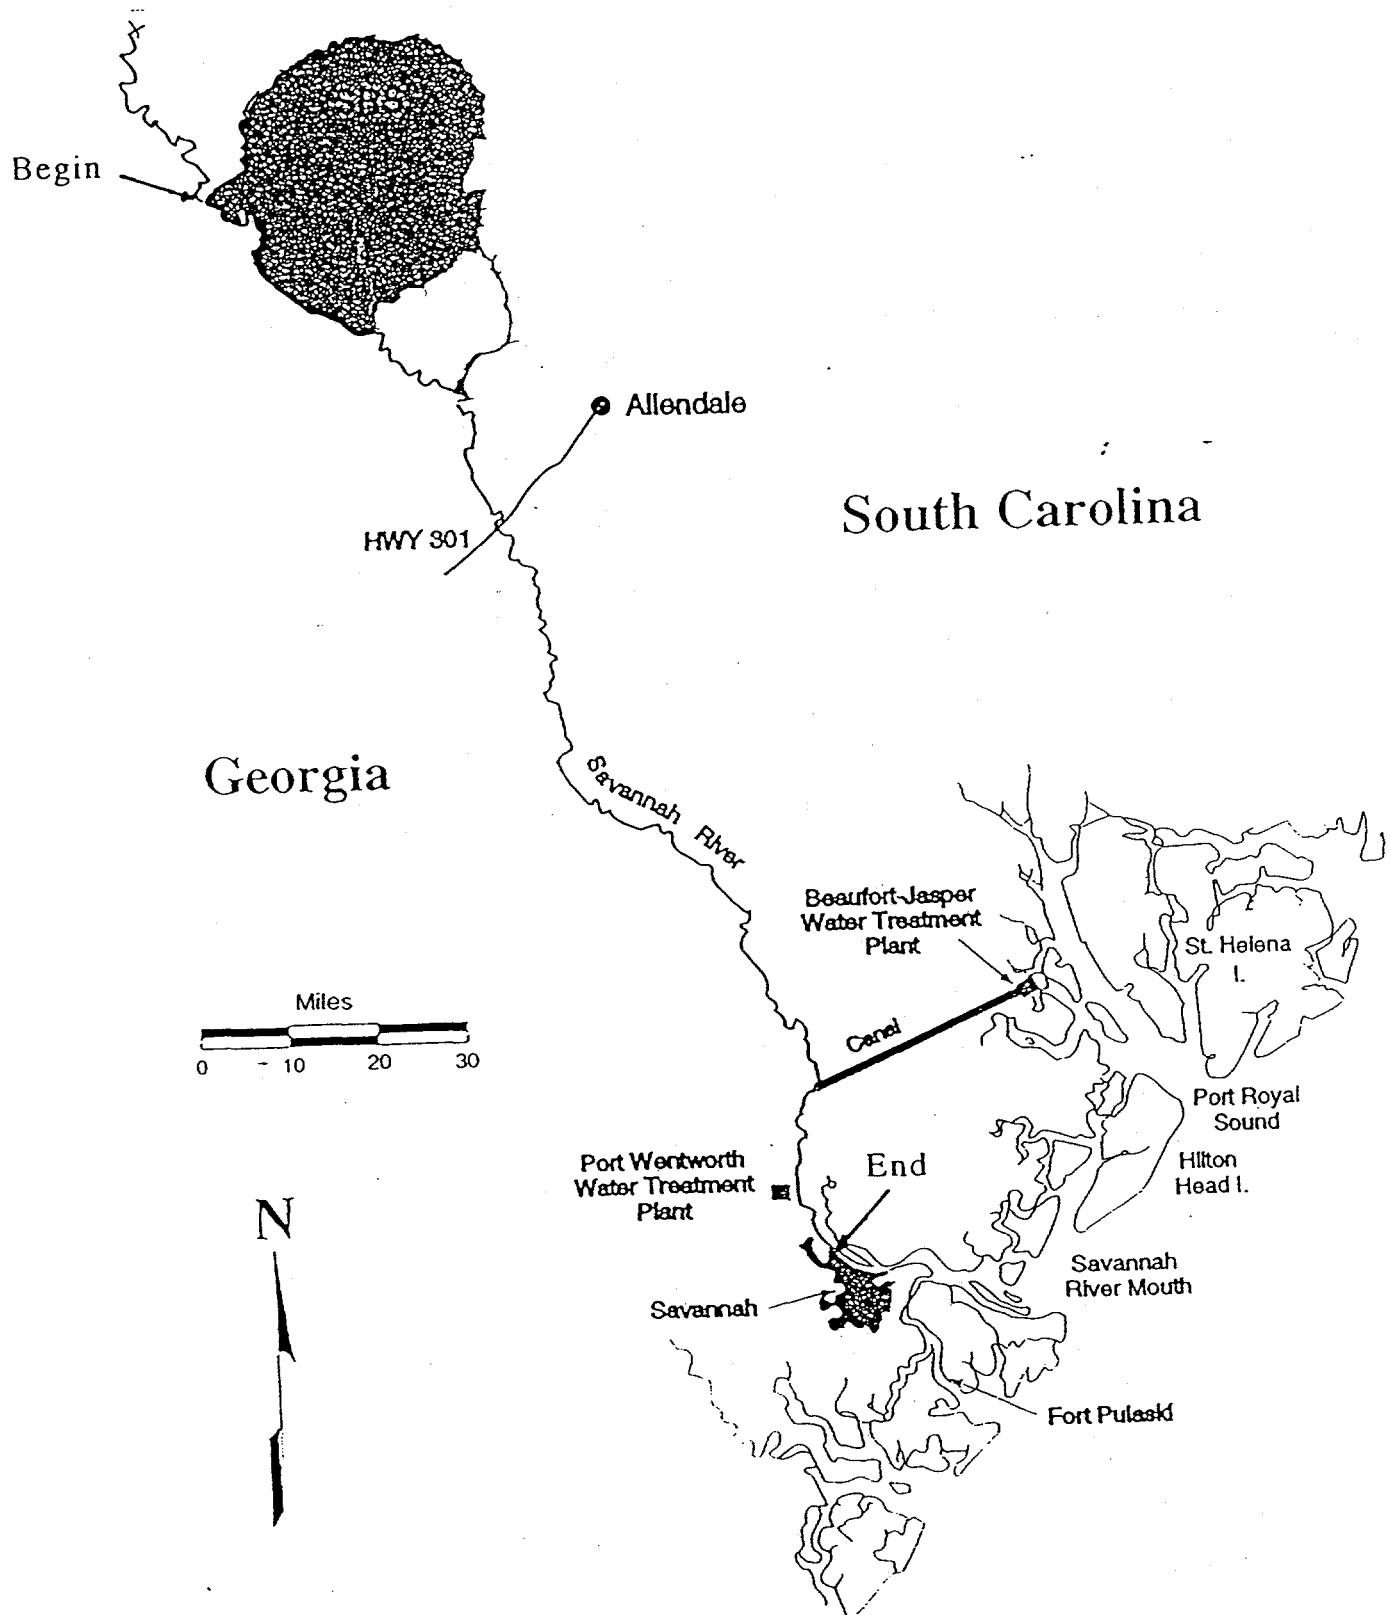 SRS
Begin
Allendale
South Carolina
HWY 301
Georgia
Savannah River
Beaufort-Jasper
Water Treatment
Plant
St. Helena
I.
Miles
0 10 20 30
Canal
Port Royal
Sound
Port Wentworth
Water Treatment
Plant
End
Hilton
Head I.
N
Savannah
River Mouth
Savannah
Fort Pulaski